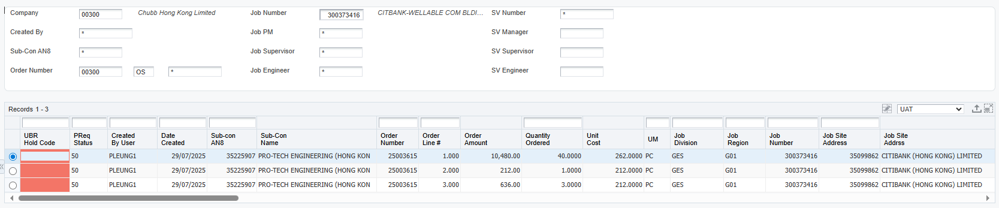 Company 00300 Chubb Hong Kong Limited Job Number 300373416 CITBANK-WELLABLE COM BLDI... SV Number *
Created By * Job PM * SV Manager
Sub-Con AN8 * Job Supervisor * SV Supervisor
Order Number 00300 OS * Job Engineer * SV Engineer
Records 1 - 3 UAT
UBR Hold Code PReq Status Created By User Date Created Sub-con AN8 Sub-Con Name Order Number Order Line # Order Amount Quantity Ordered Unit Cost UM Job Division Job Region Job Number Job Site Address Job Site Addrss
50 PLEUNG1 29/07/2025 35225907 PRO-TECH ENGINEERING (HONG KON 25003615 1.000 10,480.00 40.0000 262.0000 PC GES G01 300373416 35099862 CITIBANK (HONG KONG) LIMITED
50 PLEUNG1 29/07/2025 35225907 PRO-TECH ENGINEERING (HONG KON 25003615 2.000 212.00 1.0000 212.0000 PC GES G01 300373416 35099862 CITIBANK (HONG KONG) LIMITED
50 PLEUNG1 29/07/2025 35225907 PRO-TECH ENGINEERING (HONG KON 25003615 3.000 636.00 3.0000 212.0000 PC GES G01 300373416 35099862 CITIBANK (HONG KONG) LIMITED